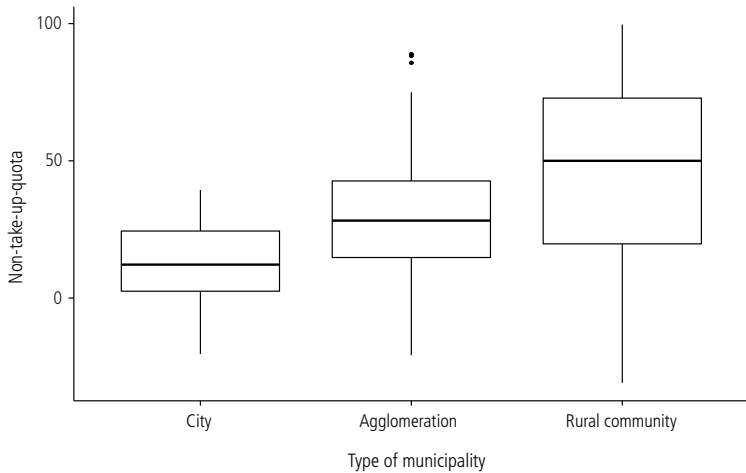 100
50
0
Non-take-up-quota
City
Agglomeration
Rural community
Type of municipality